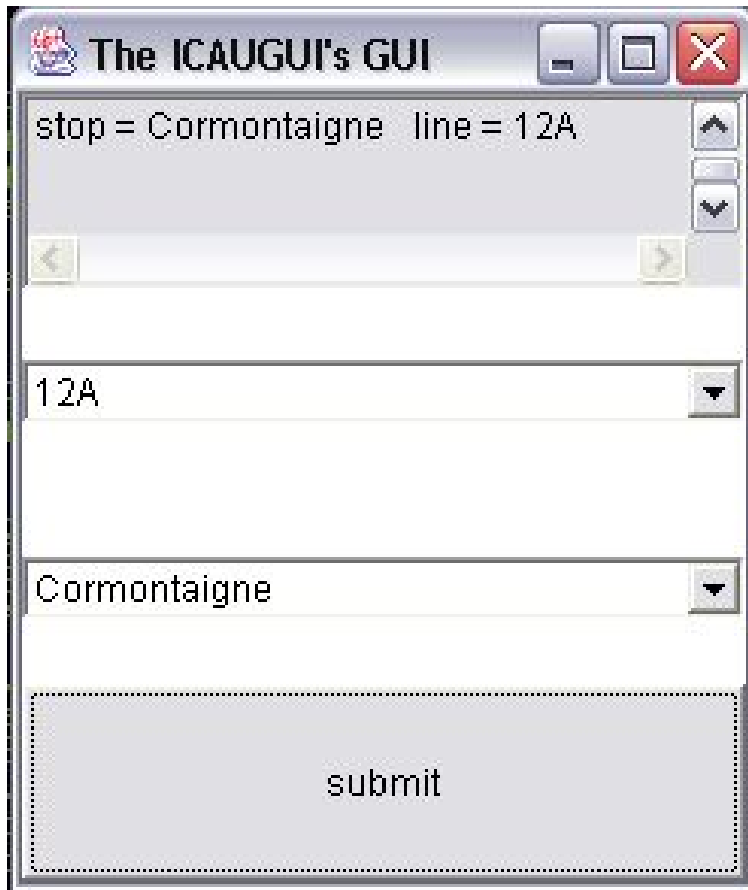 The ICAUGUI's GUI
stop = Cormontaigne   line = 12A
12A
Cormontaigne
submit